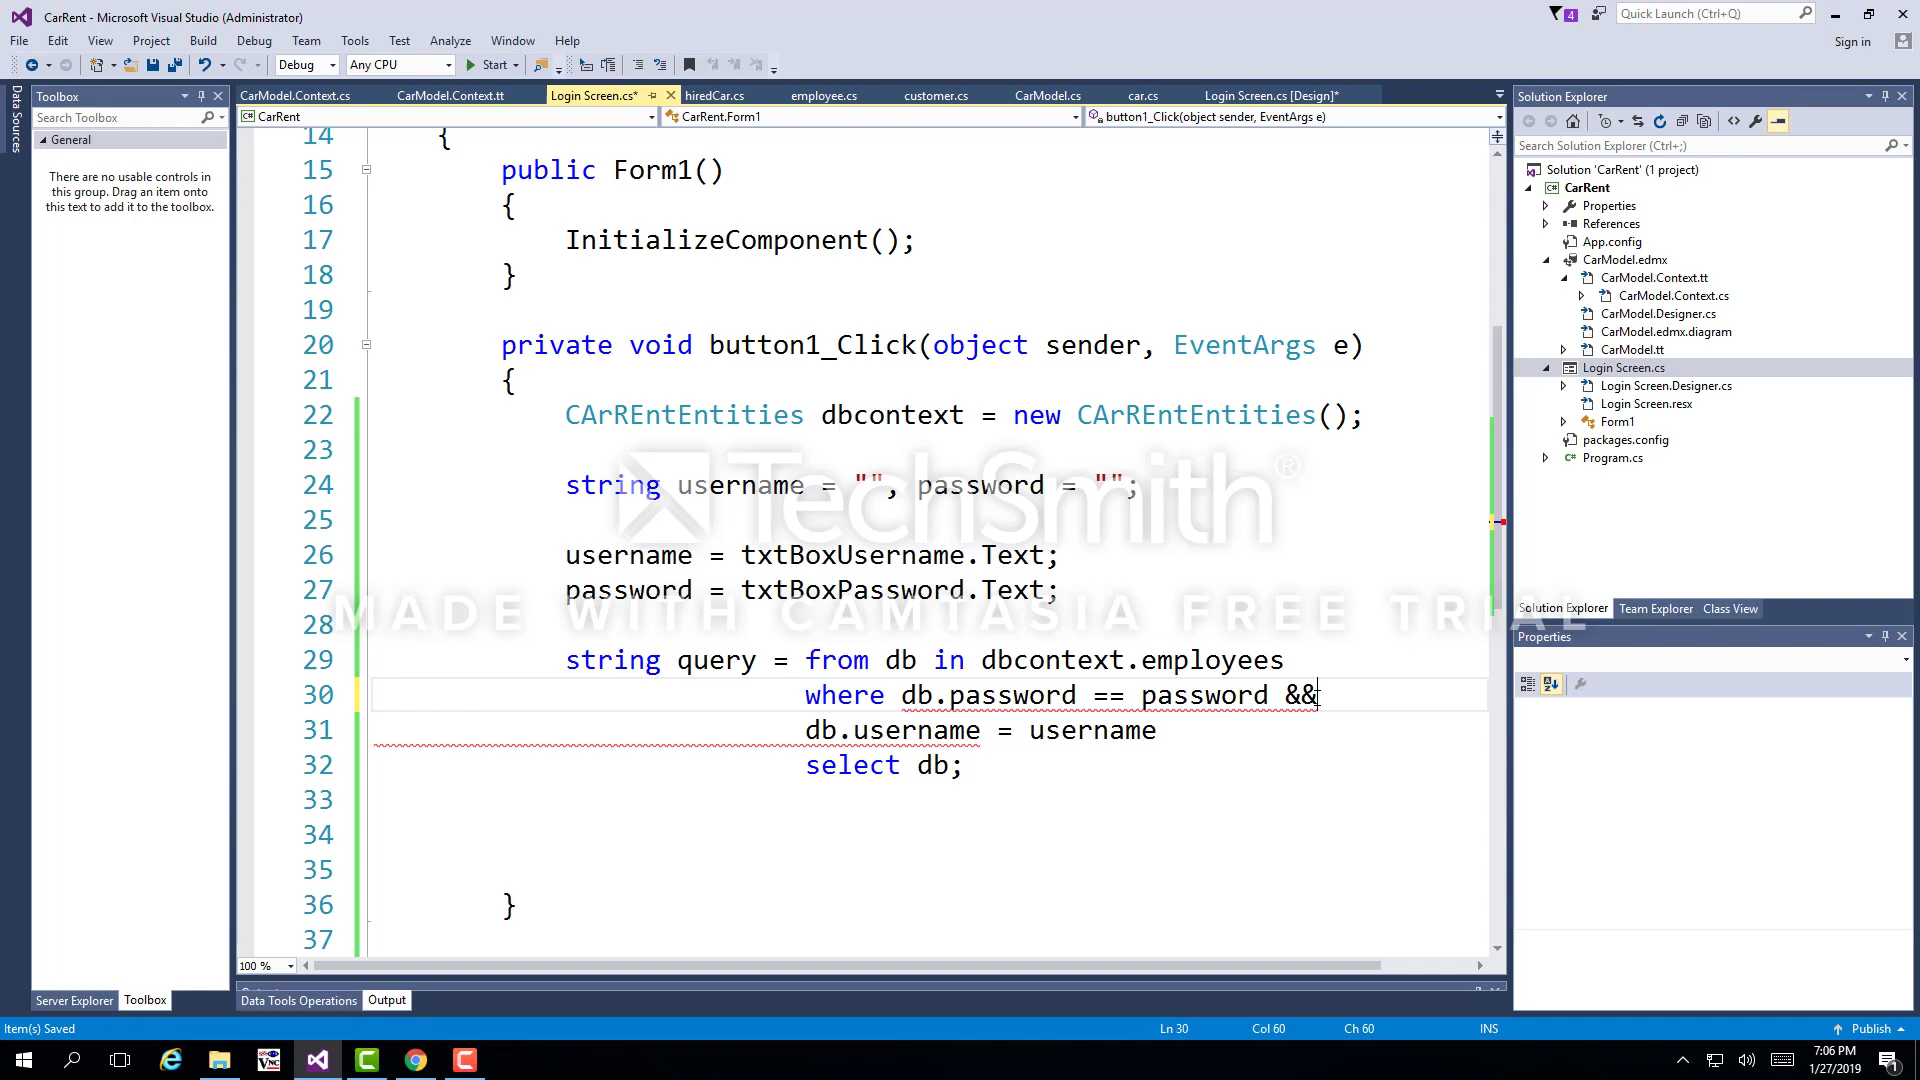 CarRent - Microsoft Visual Studio (Administrator)
4
Quick Launch (Ctrl+Q)
File Edit View Project Build Debug Team Tools Test Analyze Window Help
Sign in
Debug Any CPU Start
Data Sources
Toolbox
Search Toolbox
General
There are no usable controls in
this group. Drag an item onto
this text to add it to the toolbox.
CarModel.Context.cs CarModel.Context.tt Login Screen.cs* hiredCar.cs employee.cs customer.cs CarModel.cs car.cs Login Screen.cs [Design]*
CarRent CarRent.Form1 button1_Click(object sender, EventArgs e)
14 {
15 public Form1()
16 {
17 InitializeComponent();
18 }
19
20 private void button1_Click(object sender, EventArgs e)
21 {
22 CArREntEntities dbcontext = new CArREntEntities();
23
24 string username = "", password = "";
25
26 username = txtBoxUsername.Text;
27 password = txtBoxPassword.Text;
28
29 string query = from db in dbcontext.employees
30 where db.password == password &&
31 db.username = username
32 select db;
33
34
35
36 }
37
TechSmith®
MADE WITH CAMTASIA FREE TRIAL
100 %
Solution Explorer
Search Solution Explorer (Ctrl+;)
Solution 'CarRent' (1 project)
CarRent
Properties
References
App.config
CarModel.edmx
CarModel.Context.tt
CarModel.Context.cs
CarModel.Designer.cs
CarModel.edmx.diagram
CarModel.tt
Login Screen.cs
Login Screen.Designer.cs
Login Screen.resx
Form1
packages.config
Program.cs
Solution Explorer Team Explorer Class View
Properties
Server Explorer Toolbox
Data Tools Operations Output
Item(s) Saved
Ln 30 Col 60 Ch 60 INS
Publish
7:06 PM
1/27/2019
1